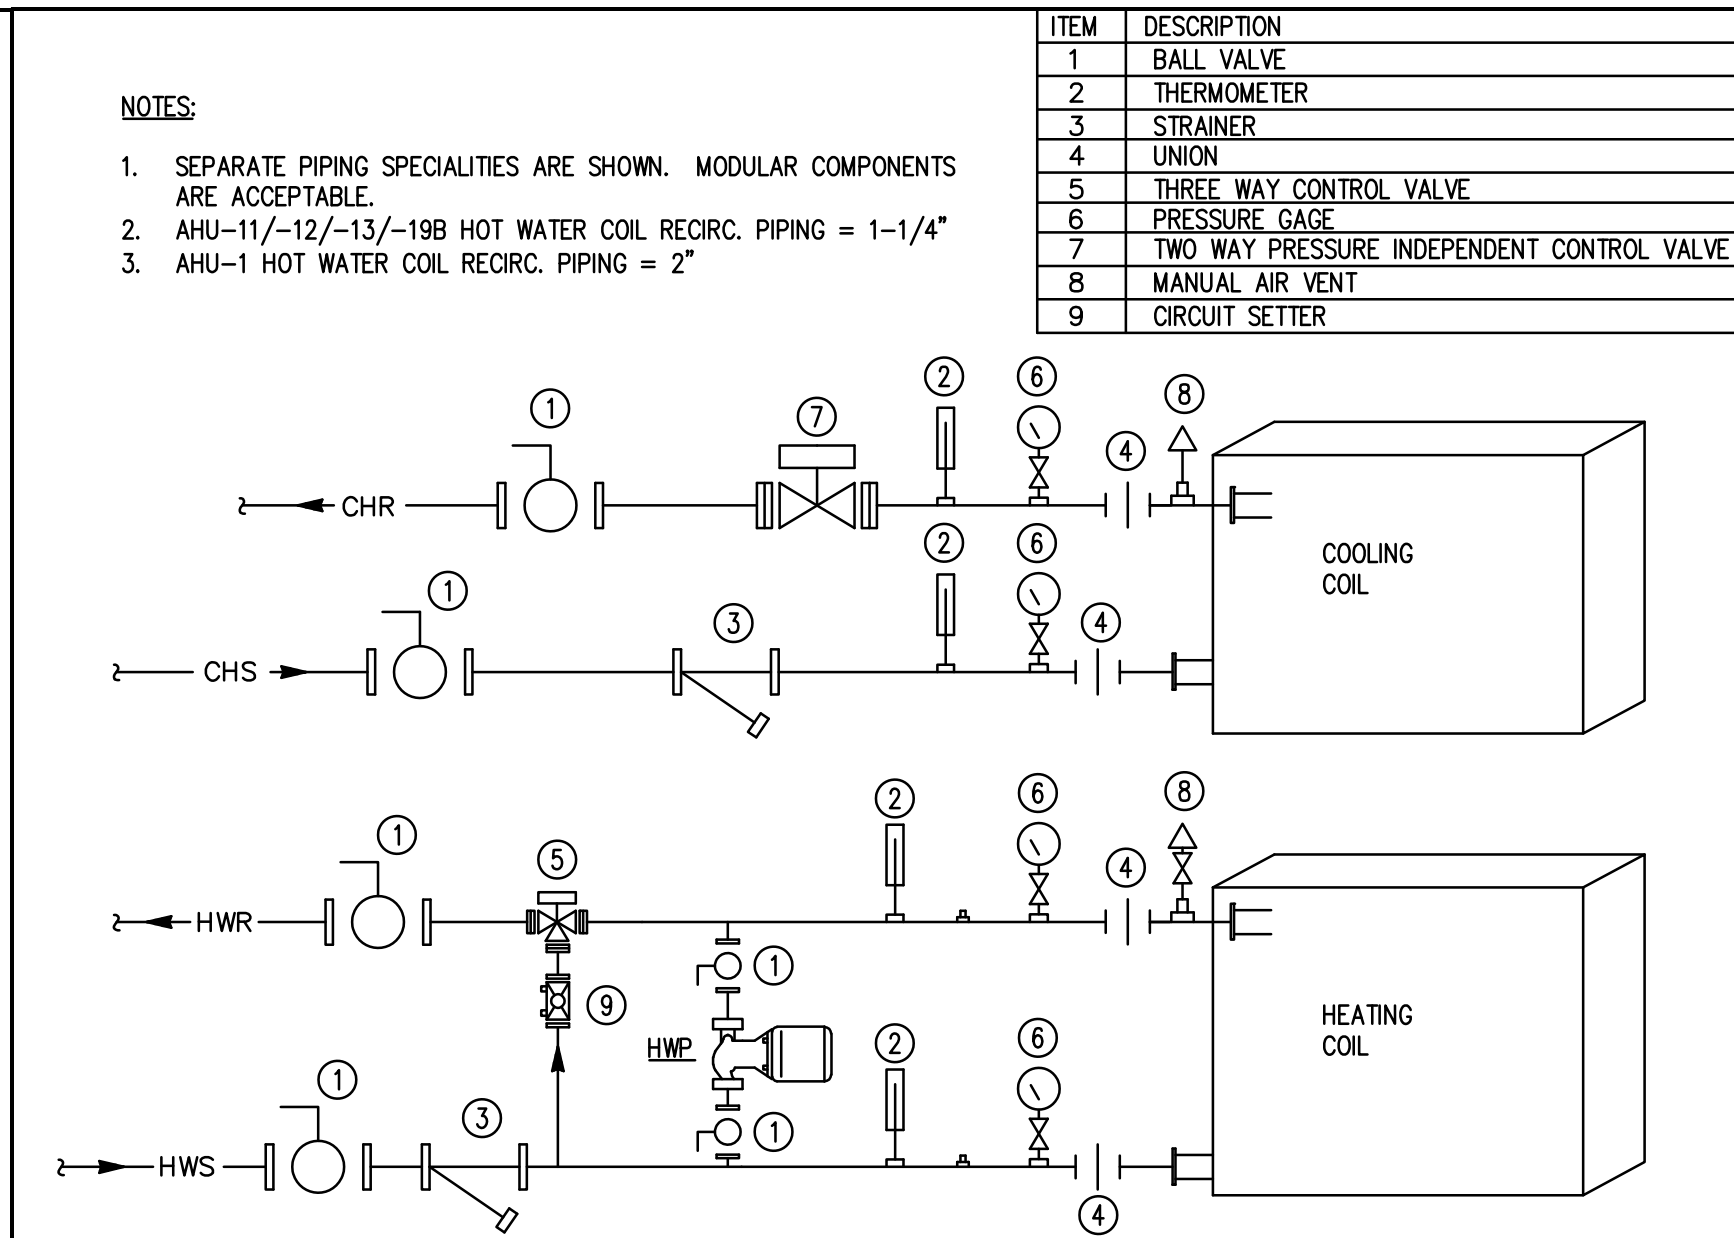 ITEM DESCRIPTION
1 BALL VALVE
2 THERMOMETER
3 STRAINER
4 UNION
5 THREE WAY CONTROL VALVE
6 PRESSURE GAGE
7 TWO WAY PRESSURE INDEPENDENT CONTROL VALVE
8 MANUAL AIR VENT
9 CIRCUIT SETTER
NOTES:
1. SEPARATE PIPING SPECIALITIES ARE SHOWN. MODULAR COMPONENTS
ARE ACCEPTABLE.
2. AHU-11/-12/-13/-19B HOT WATER COIL RECIRC. PIPING = 1-1/4"
3. AHU-1 HOT WATER COIL RECIRC. PIPING = 2"
1 7 2 6 4 8
CHR
COOLING
COIL
1 3 2 6 4
CHS
1 5 2 6 4 8
HWR
1
9
HWP
HEATING
COIL
1 3 1 2 6 4
HWS